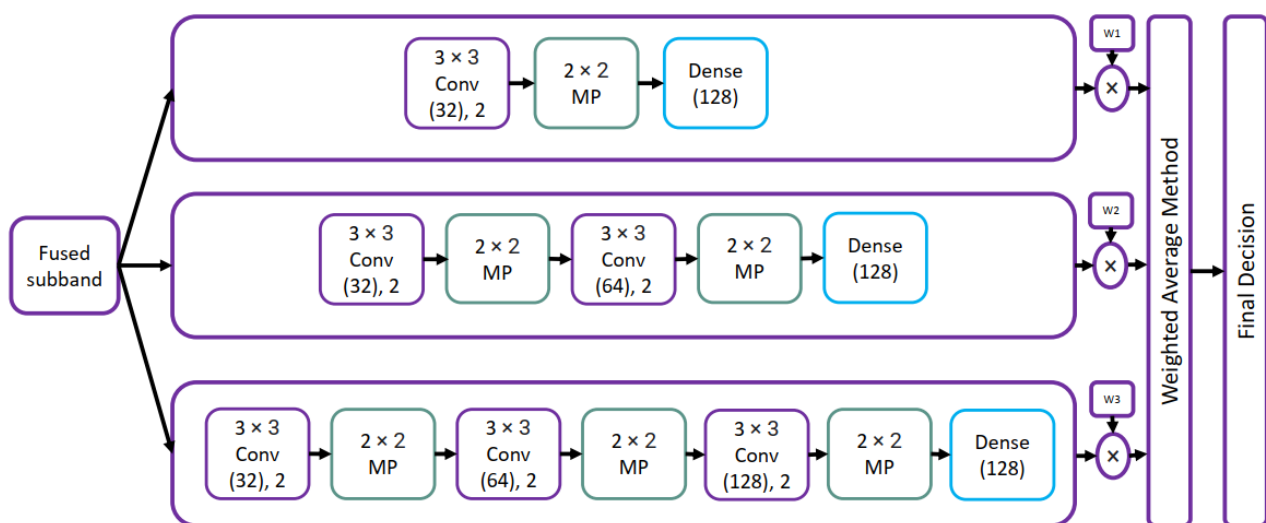 Fused
subband
3 × 3
Conv
(32), 2
2 × 2
MP
Dense
(128)
W1
×
3 × 3
Conv
(32), 2
2 × 2
MP
3 × 3
Conv
(64), 2
2 × 2
MP
Dense
(128)
W2
×
3 × 3
Conv
(32), 2
2 × 2
MP
3 × 3
Conv
(64), 2
2 × 2
MP
3 × 3
Conv
(128), 2
2 × 2
MP
Dense
(128)
W3
×
Weighted Average Method
Final Decision